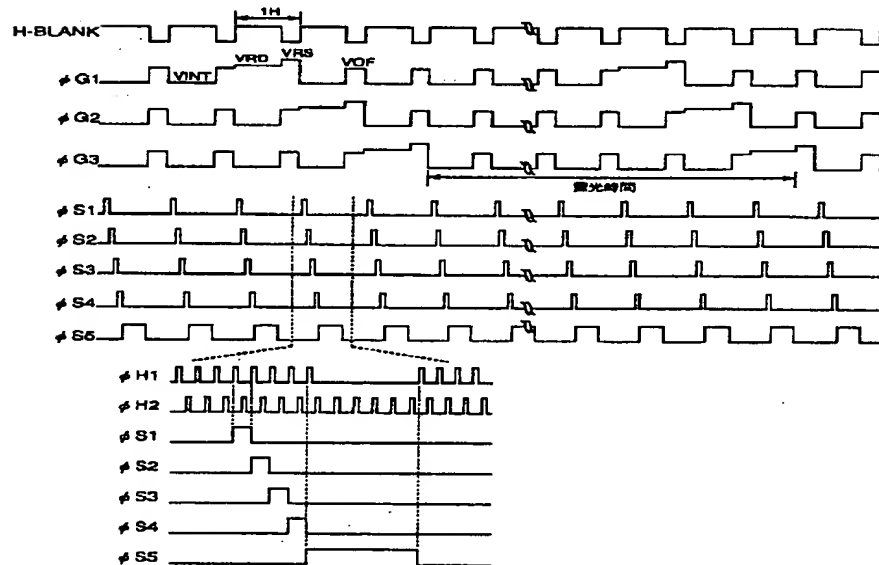 1H
H-BLANK
VRD
VRS
VOF
VINT
φG1
φG2
φG3
露光時間
φS1
φS2
φS3
φS4
φS5
φH1
φH2
φS1
φS2
φS3
φS4
φS5